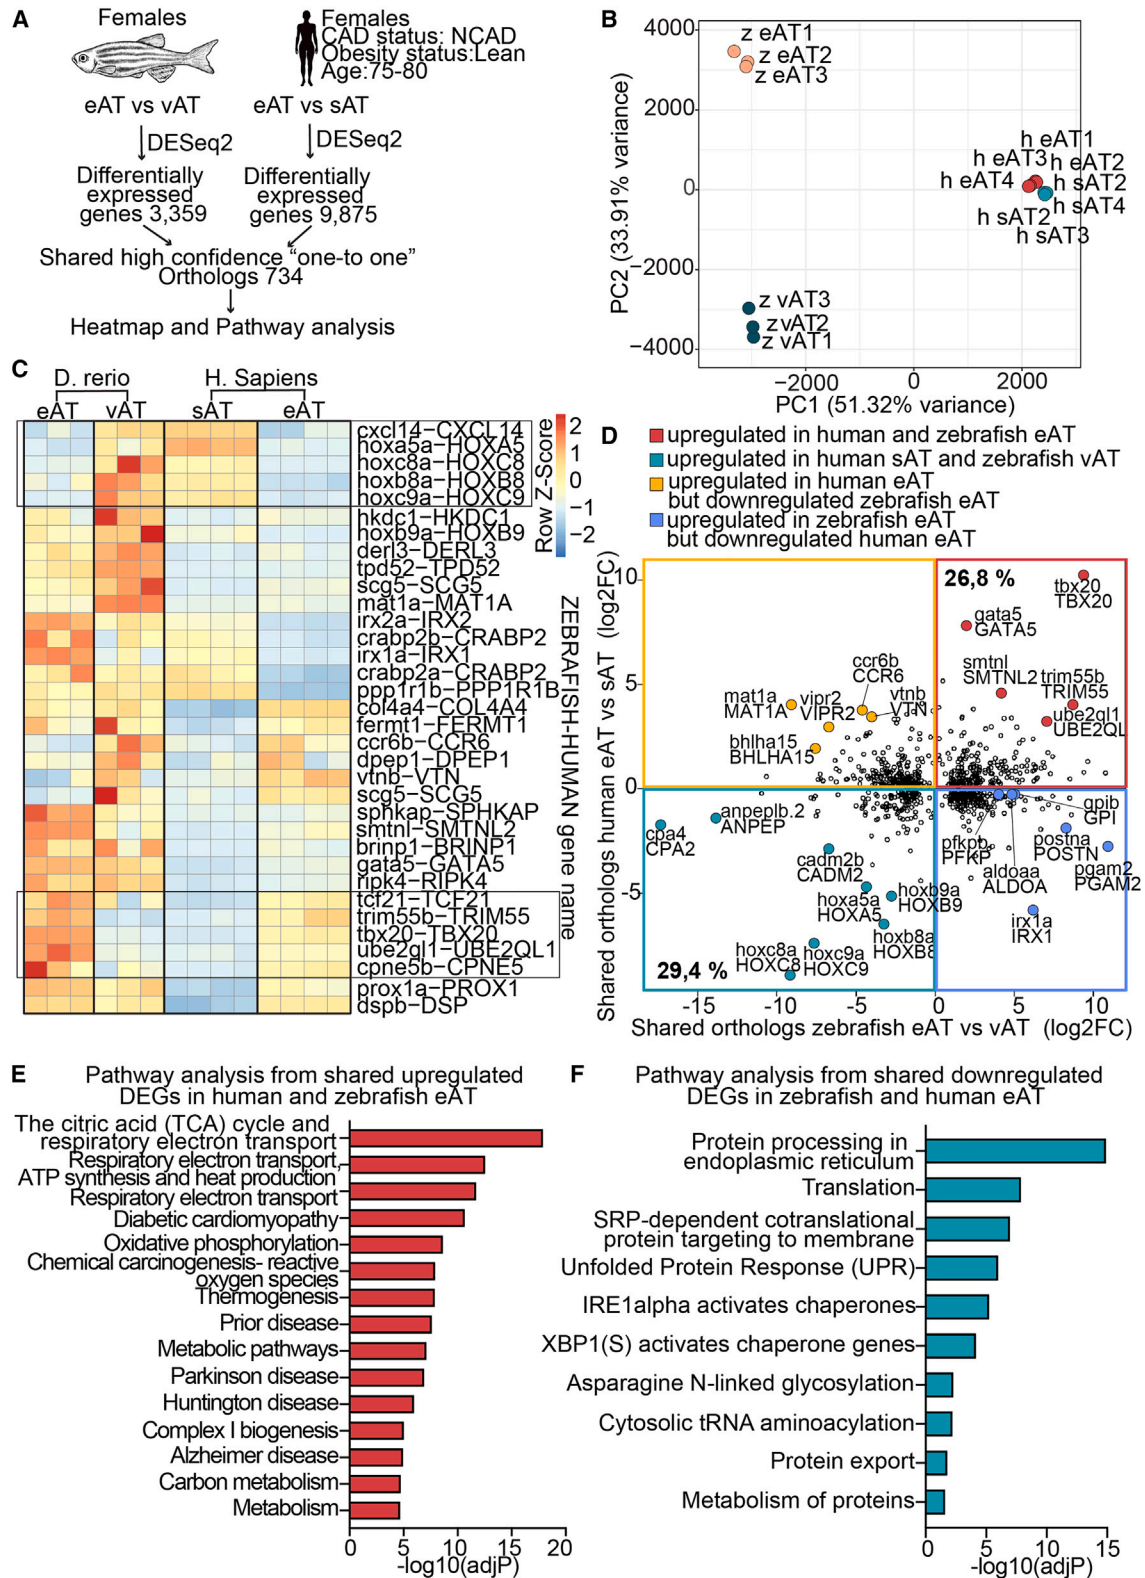 A
Females
eAT vs vAT
DESeq2
Differentially
expressed
genes 3,359
Females
CAD status: NCAD
Obesity status:Lean
Age:75-80
eAT vs sAT
DESeq2
Differentially
expressed
genes 9,875
Shared high confidence “one-to one”
Orthologs 734
Heatmap and Pathway analysis
B
PC2 (33.91% variance)
4000
2000
0
−2000
−4000
z eAT1
z eAT2
z eAT3
h eAT1
h eAT3
h eAT2
h eAT4
h sAT2
h sAT4
h sAT2
h sAT3
z vAT3
z vAT2
z vAT1
−2000
0
2000
PC1 (51.32% variance)
C
D. rerio
H. Sapiens
eAT
vAT
sAT
eAT
cxcl14−CXCL14
hoxa5a−HOXA5
hoxc8a−HOXC8
hoxb8a−HOXB8
hoxc9a−HOXC9
hkdc1−HKDC1
hoxb9a−HOXB9
derl3−DERL3
tpd52−TPD52
scg5−SCG5
mat1a−MAT1A
irx2a−IRX2
crabp2b−CRABP2
irx1a−IRX1
crabp2a−CRABP2
ppp1r1b−PPP1R1B
col4a4−COL4A4
fermt1−FERMT1
ccr6b−CCR6
dpep1−DPEP1
vtnb−VTN
scg5−SCG5
sphkap−SPHKAP
smtnl−SMTNL2
brinp1−BRINP1
gata5−GATA5
ripk4−RIPK4
tcf21−TCF21
trim55b−TRIM55
tbx20−TBX20
ube2ql1−UBE2QL1
cpne5b−CPNE5
prox1a−PROX1
dspb−DSP
2
1
0
−1
−2
Row Z-Score
ZEBRAFISH-HUMAN gene name
D
upregulated in human and zebrafish eAT
upregulated in human sAT and zebrafish vAT
upregulated in human eAT
but downregulated zebrafish eAT
upregulated in zebrafish eAT
but downregulated human eAT
Shared orthologs human eAT vs sAT (log2FC)
10
5
0
−5
26,8 %
tbx20
TBX20
gata5
GATA5
smtnl
SMTNL2
trim55b
TRIM55
ube2ql1
UBE2QL
ccr6b
CCR6
mat1a
MAT1A
vipr2
VIPR2
vtnb
VTN
bhlha15
BHLHA15
cpa4
CPA2
anpeplb.2
ANPEP
cadm2b
CADM2
hoxa5a
HOXA5
hoxb9a
HOXB9
hoxb8a
HOXB8
hoxc8a
HOXC8
hoxc9a
HOXC9
29,4 %
pfkpb
PFKP
aldoaa
ALDOA
gpib
GPI
postna
POSTN
pgam2
PGAM2
irx1a
IRX1
−15
−10
−5
0
5
10
Shared orthologs zebrafish eAT vs vAT (log2FC)
E
Pathway analysis from shared upregulated
DEGs in human and zebrafish eAT
The citric acid (TCA) cycle and
respiratory electron transport
Respiratory electron transport,
ATP synthesis and heat production
Respiratory electron transport
Diabetic cardiomyopathy
Oxidative phosphorylation
Chemical carcinogenesis- reactive
oxygen species
Thermogenesis
Prior disease
Metabolic pathways
Parkinson disease
Huntington disease
Complex I biogenesis
Alzheimer disease
Carbon metabolism
Metabolism
0
5
10
15
20
-log10(adjP)
F
Pathway analysis from shared downregulated
DEGs in zebrafish and human eAT
Protein processing in
endoplasmic reticulum
Translation
SRP-dependent cotranslational
protein targeting to membrane
Unfolded Protein Response (UPR)
IRE1alpha activates chaperones
XBP1(S) activates chaperone genes
Asparagine N-linked glycosylation
Cytosolic tRNA aminoacylation
Protein export
Metabolism of proteins
0
5
10
15
-log10(adjP)